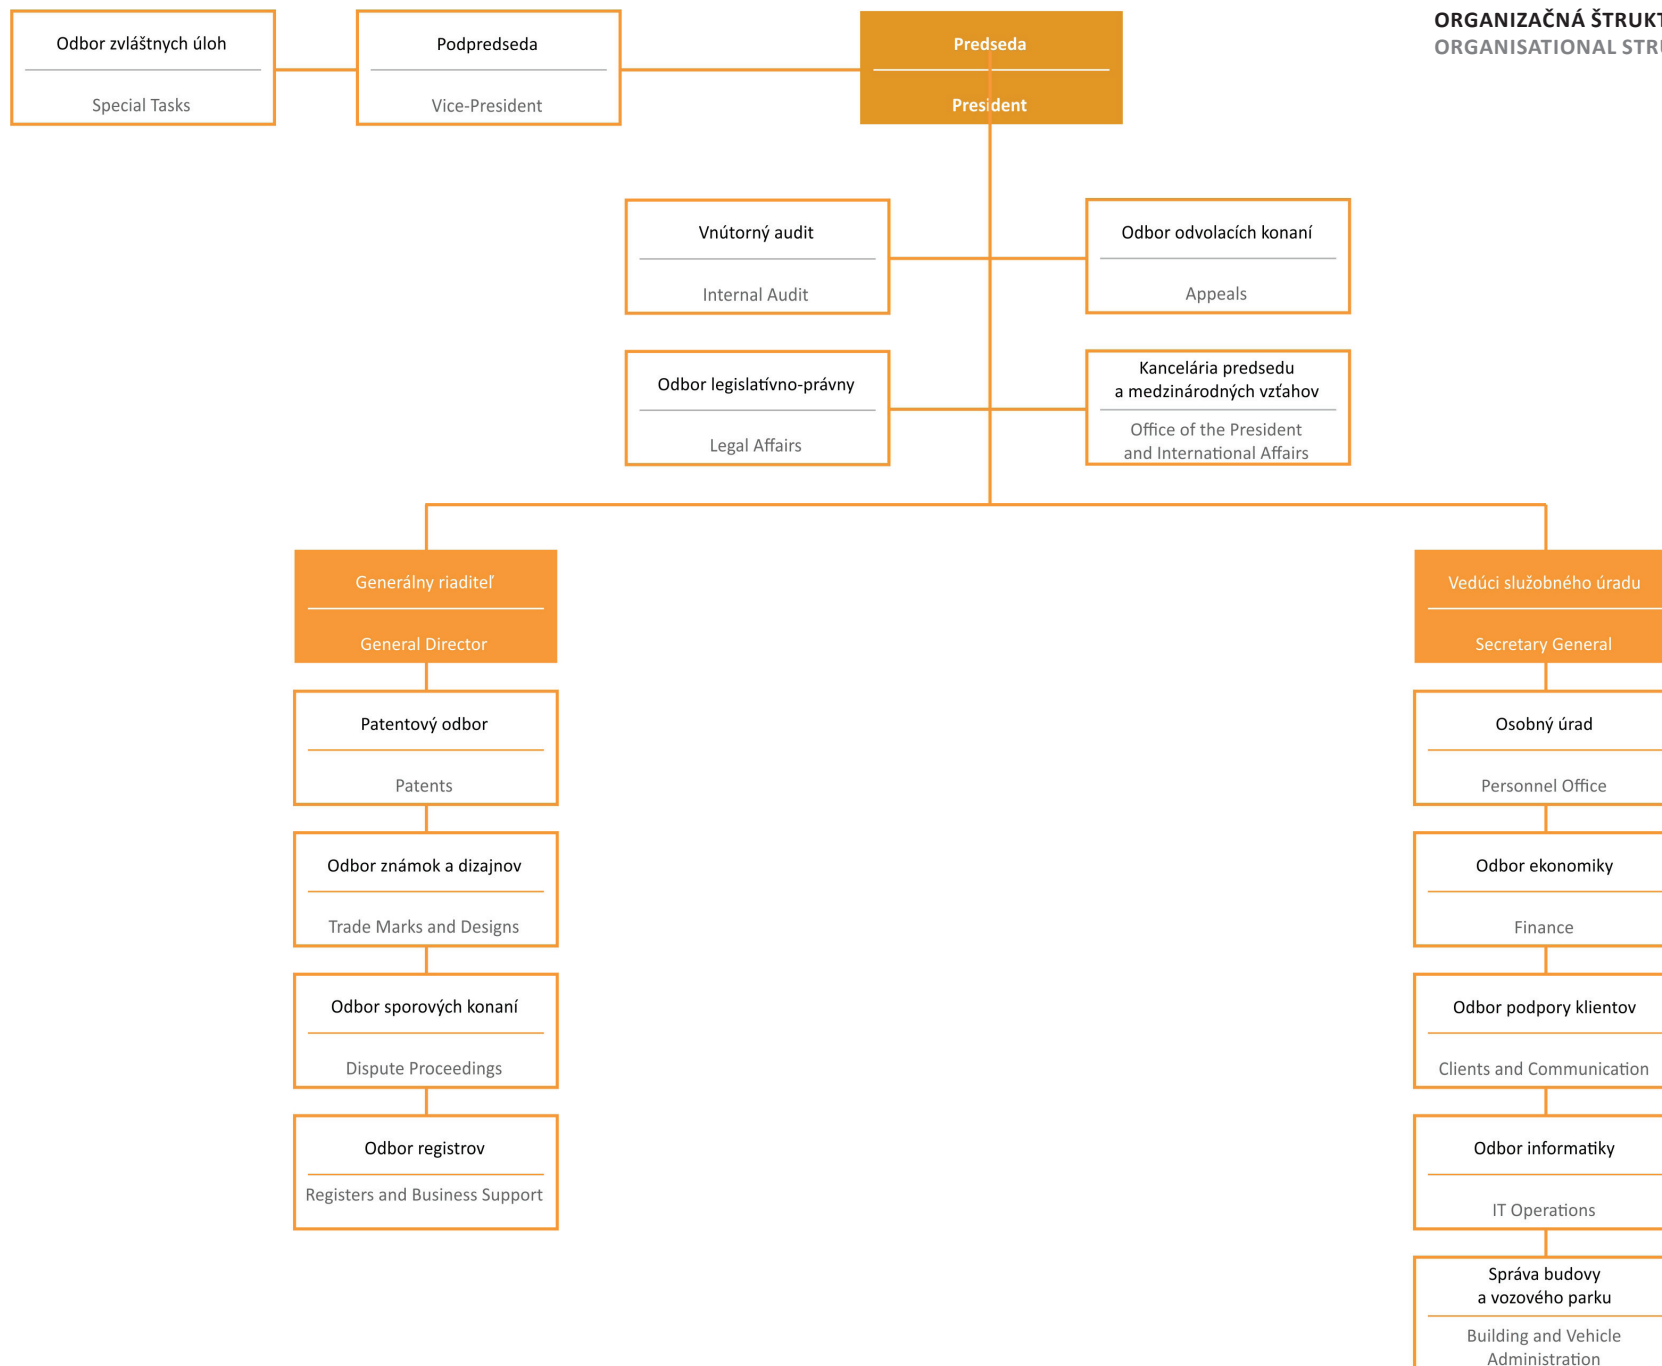 ORGANIZAČNÁ
ORGANISATIONAL
Odbor zvláštnych úloh
Special Tasks
Podpredseda
Vice-President
Predseda
President
Vnútorný audit
Internal Audit
Odbor odvolacích konaní
Appeals
Odbor legislatívno-právny
Legal Affairs
Kancelária predsedu
a medzinárodných vzťahov
Office of the President
and International Affairs
Generálny riaditeľ
General Director
Patentový odbor
Patents
Odbor známok a dizajnov
Trade Marks and Designs
Odbor sporových konaní
Dispute Proceedings
Odbor registrov
Registers and Business Support
Vedúci služobného úradu
Secretary General
Osobný úrad
Personnel Office
Odbor ekonomiky
Finance
Odbor podpory klientov
Clients and Communication
Odbor informatiky
IT Operations
Správa budovy
a vozového parku
Building and Vehicle
Administration